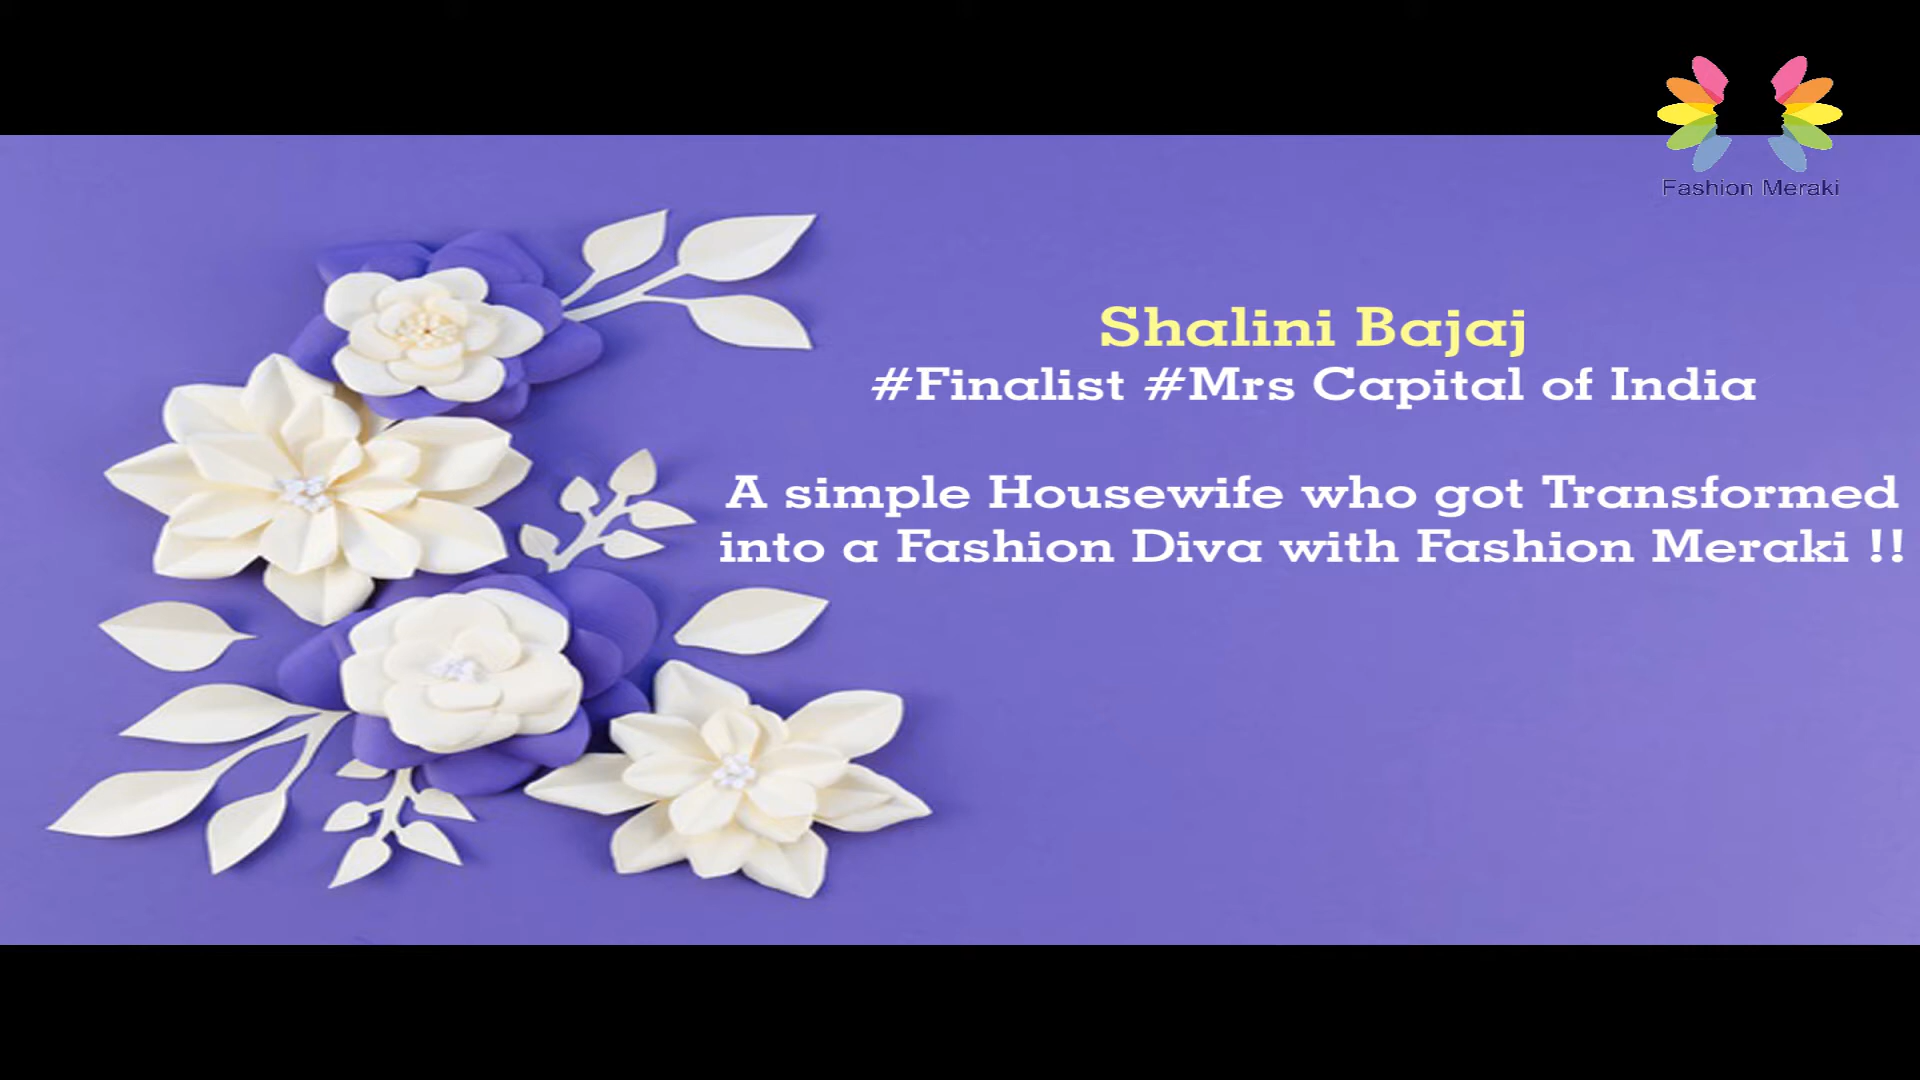 Fashion Meraki
Shalini Bajaj
#Finalist #Mrs Capital of India
A simple Housewife who got Transformed
into a Fashion Diva with Fashion Meraki !!